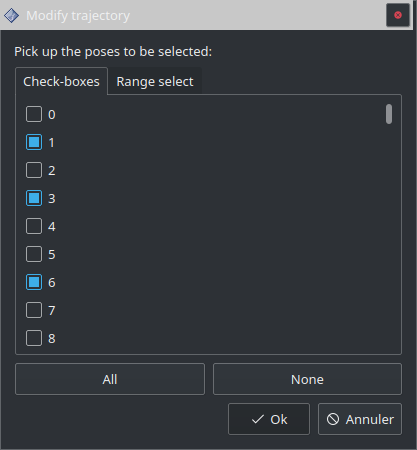 Modify trajectory
Pick up the poses to be selected:
Check-boxes Range select
0
1
2
3
4
5
6
7
8
All None
Ok Annuler